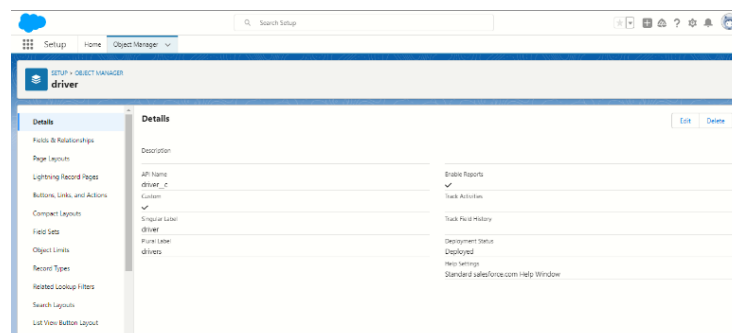 Search Setup
Setup Home Object Manager
SETUP > OBJECT MANAGER
driver
Details
Fields & Relationships
Page Layouts
Lightning Record Pages
Buttons, Links, and Actions
Compact Layouts
Field Sets
Object Limits
Record Types
Related Lookup Filters
Search Layouts
List View Button Layout
Details
Edit Delete
Description
API Name
driver__c
Custom
Singular Label
driver
Plural Label
drivers
Enable Reports
Track Activities
Track Field History
Deployment Status
Deployed
Help Settings
Standard salesforce.com Help Window